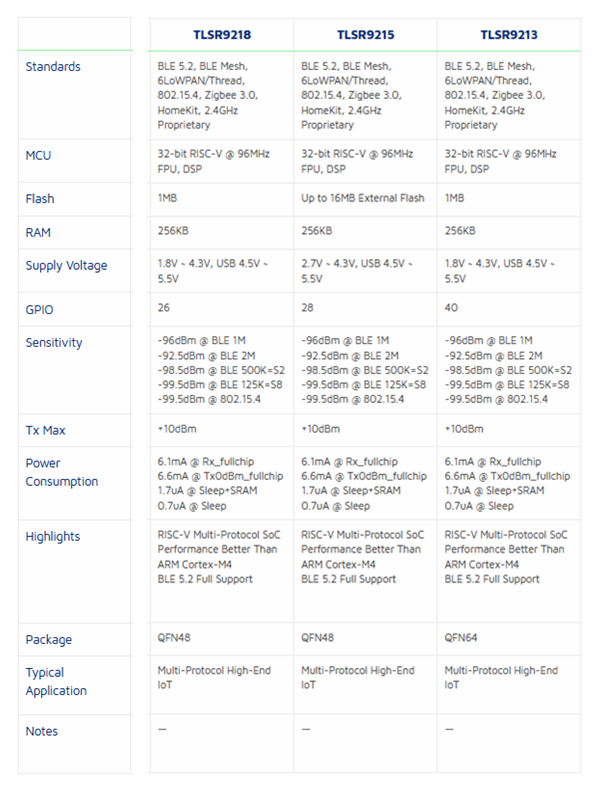 TLSR9218 TLSR9215 TLSR9213
Standards
BLE 5.2, BLE Mesh, BLE 5.2, BLE Mesh, BLE 5.2, BLE Mesh,
6LoWPAN/Thread, 6LoWPAN/Thread, 6LoWPAN/Thread,
802.15.4, Zigbee 3.0, 802.15.4, Zigbee 3.0, 802.15.4, Zigbee 3.0,
HomeKit, 2.4GHz HomeKit, 2.4GHz HomeKit, 2.4GHz
Proprietary Proprietary Proprietary
MCU
32-bit RISC-V @ 96MHz 32-bit RISC-V @ 96MHz 32-bit RISC-V @ 96MHz
FPU, DSP FPU, DSP FPU, DSP
Flash 1MB Up to 16MB External Flash 1MB
RAM 256KB 256KB 256KB
Supply Voltage 1.8V ~ 4.3V, USB 4.5V ~ 2.7V ~ 4.3V, USB 4.5V ~ 1.8V ~ 4.3V, USB 4.5V ~
5.5V 5.5V 5.5V
GPIO 26 28 40
Sensitivity -96dBm @ BLE 1M -96dBm @ BLE 1M -96dBm @ BLE 1M
-92.5dBm @ BLE 2M -92.5dBm @ BLE 2M -92.5dBm @ BLE 2M
-98.5dBm @ BLE 500K=S2 -98.5dBm @ BLE 500K=S2 -98.5dBm @ BLE 500K=S2
-99.5dBm @ BLE 125K=S8 -99.5dBm @ BLE 125K=S8 -99.5dBm @ BLE 125K=S8
-99.5dBm @ 802.15.4 -99.5dBm @ 802.15.4 -99.5dBm @ 802.15.4
Tx Max +10dBm +10dBm +10dBm
Power 6.1mA @ Rx_fullchip 6.1mA @ Rx_fullchip 6.1mA @ Rx_fullchip
Consumption 6.6mA @ Tx0dBm_fullchip 6.6mA @ Tx0dBm_fullchip 6.6mA @ Tx0dBm_fullchip
1.7uA @ Sleep+SRAM 1.7uA @ Sleep+SRAM 1.7uA @ Sleep+SRAM
0.7uA @ Sleep 0.7uA @ Sleep 0.7uA @ Sleep
Highlights RISC-V Multi-Protocol SoC RISC-V Multi-Protocol SoC RISC-V Multi-Protocol SoC
Performance Better Than Performance Better Than Performance Better Than
ARM Cortex-M4 ARM Cortex-M4 ARM Cortex-M4
BLE 5.2 Full Support BLE 5.2 Full Support BLE 5.2 Full Support
Package QFN48 QFN48 QFN64
Typical Multi-Protocol High-End Multi-Protocol High-End Multi-Protocol High-End
Application IoT IoT IoT
Notes — — —